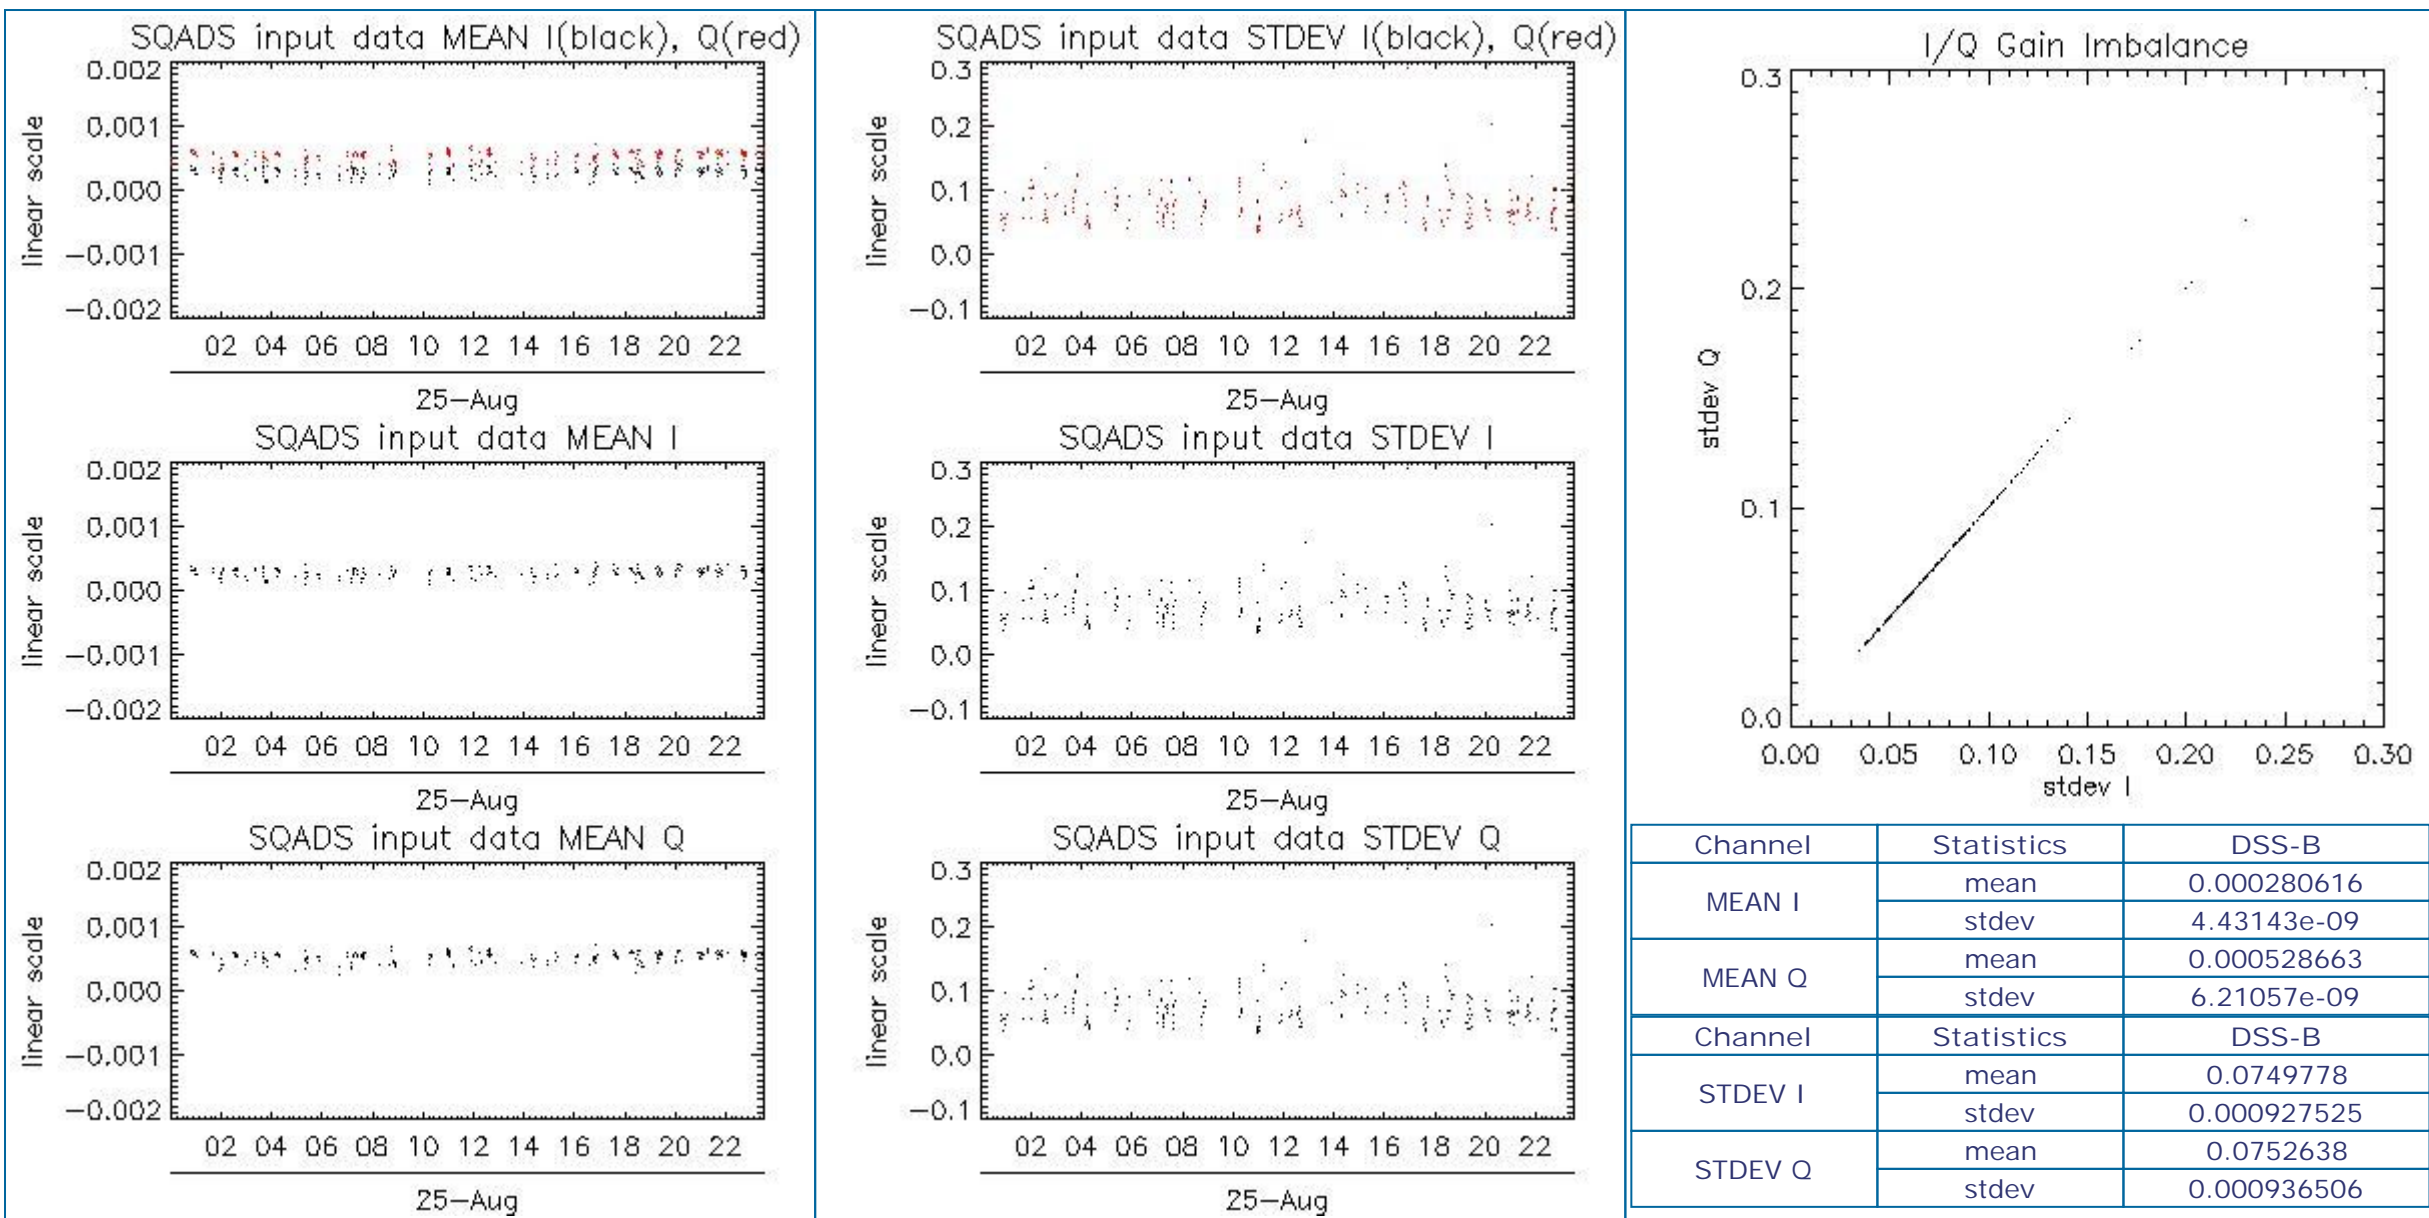 SQADS input data MEAN I(black), Q(red)
0.002
0.001
0.000
−0.001
−0.002
linear scale
02 04 06 08 10 12 14 16 18 20 22
25−Aug
SQADS input data MEAN I
0.002
0.001
0.000
−0.001
−0.002
linear scale
02 04 06 08 10 12 14 16 18 20 22
25−Aug
SQADS input data MEAN Q
0.002
0.001
0.000
−0.001
−0.002
linear scale
02 04 06 08 10 12 14 16 18 20 22
25−Aug
SQADS input data STDEV I(black), Q(red)
0.3
0.2
0.1
0.0
−0.1
linear scale
02 04 06 08 10 12 14 16 18 20 22
25−Aug
SQADS input data STDEV I
0.3
0.2
0.1
0.0
−0.1
linear scale
02 04 06 08 10 12 14 16 18 20 22
25−Aug
SQADS input data STDEV Q
0.3
0.2
0.1
0.0
−0.1
linear scale
02 04 06 08 10 12 14 16 18 20 22
25−Aug
I/Q Gain Imbalance
0.3
0.2
0.1
0.0
stdev Q
0.00 0.05 0.10 0.15 0.20 0.25 0.30
stdev I
Channel Statistics DSS-B
MEAN I mean 0.000280616
stdev 4.43143e-09
MEAN Q mean 0.000528663
stdev 6.21057e-09
Channel Statistics DSS-B
STDEV I mean 0.0749778
stdev 0.000927525
STDEV Q mean 0.0752638
stdev 0.000936506